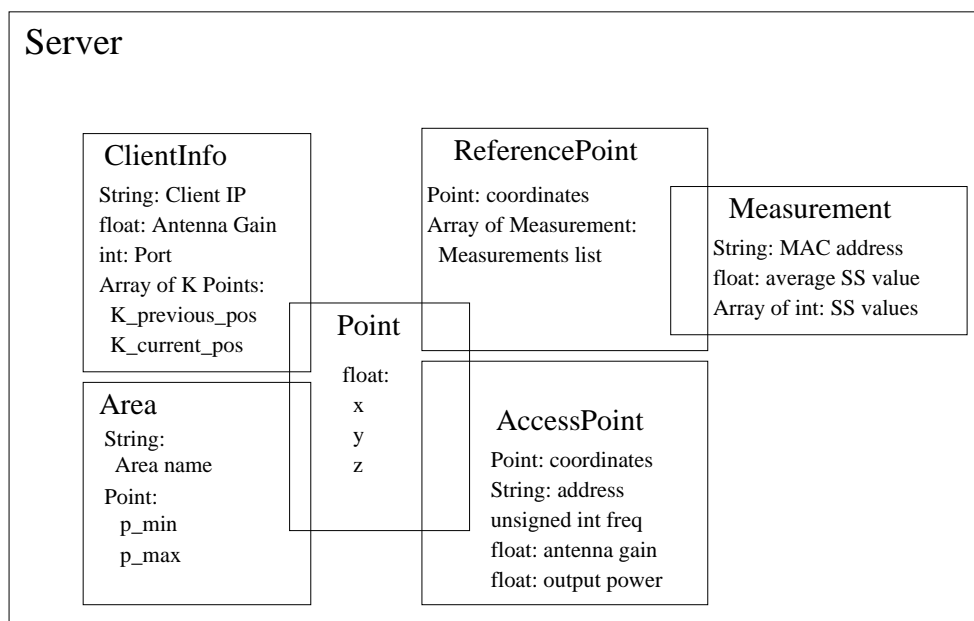 Server
ClientInfo
String: Client IP
float: Antenna Gain
int: Port
Array of K Points:
K_previous_pos
K_current_pos
ReferencePoint
Point: coordinates
Array of Measurement:
Measurements list
Measurement
String: MAC address
float: average SS value
Array of int: SS values
Point
float:
x
y
z
Area
String:
Area name
Point:
p_min
p_max
AccessPoint
Point: coordinates
String: address
unsigned int freq
float: antenna gain
float: output power